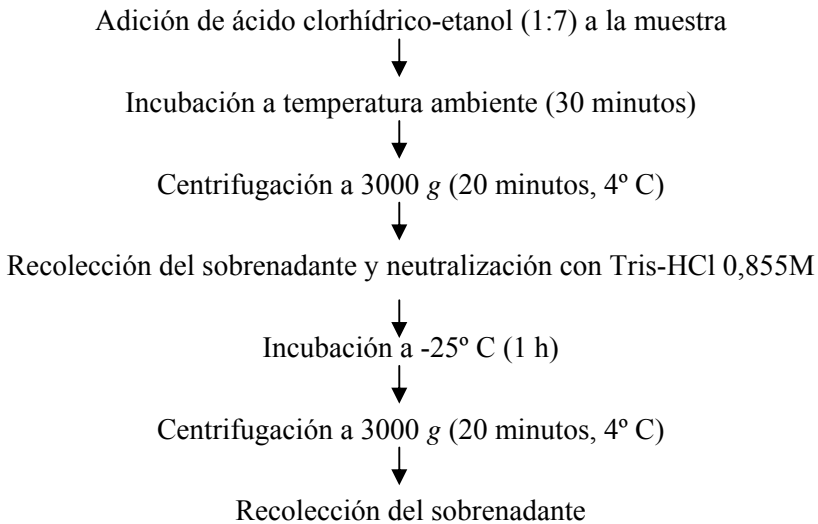 Adición de ácido clorhídrico-etanol (1:7) a la muestra
Incubación a temperatura ambiente (30 minutos)
Centrifugación a 3000 g (20 minutos, 4º C)
Recolección del sobrenadante y neutralización con Tris-HCl 0,855M
Incubación a -25º C (1 h)
Centrifugación a 3000 g (20 minutos, 4º C)
Recolección del sobrenadante